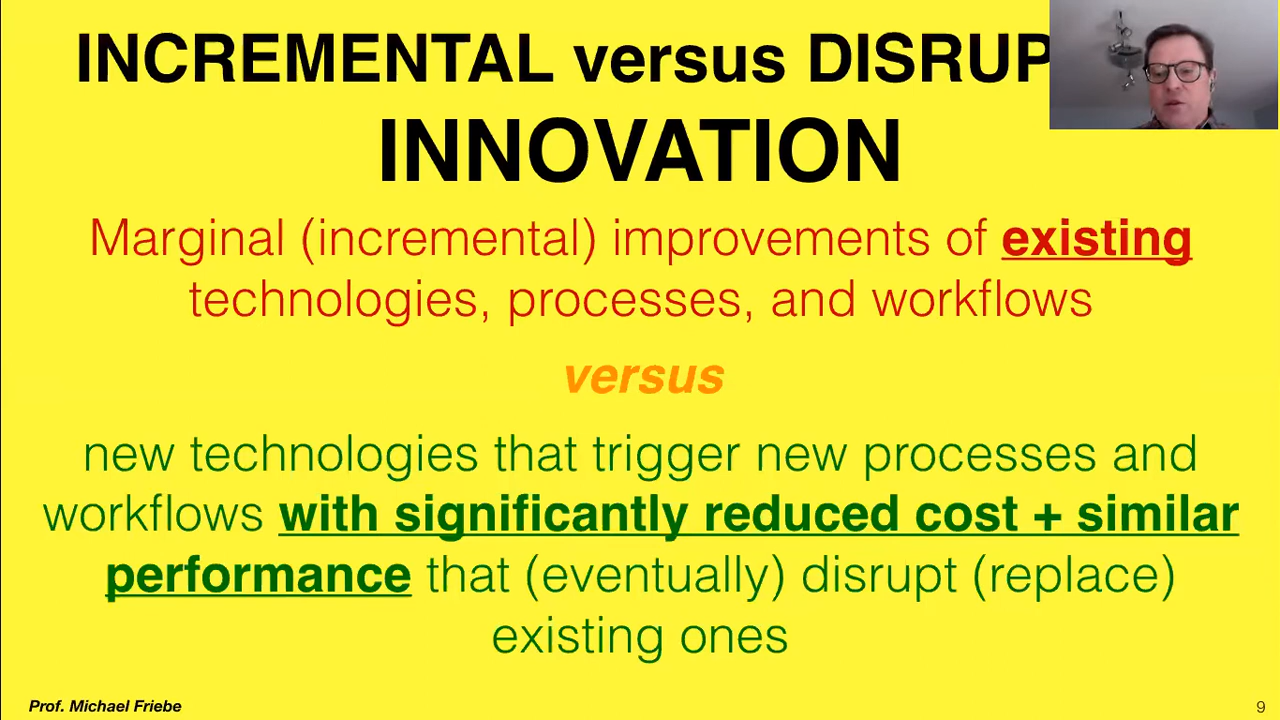 INCREMENTAL versus DISRUP
INNOVATION
Marginal (incremental) improvements of existing
technologies, processes, and workflows
versus
new technologies that trigger new processes and
workflows with significantly reduced cost + similar
performance that (eventually) disrupt (replace)
existing ones
Prof. Michael Friebe
9